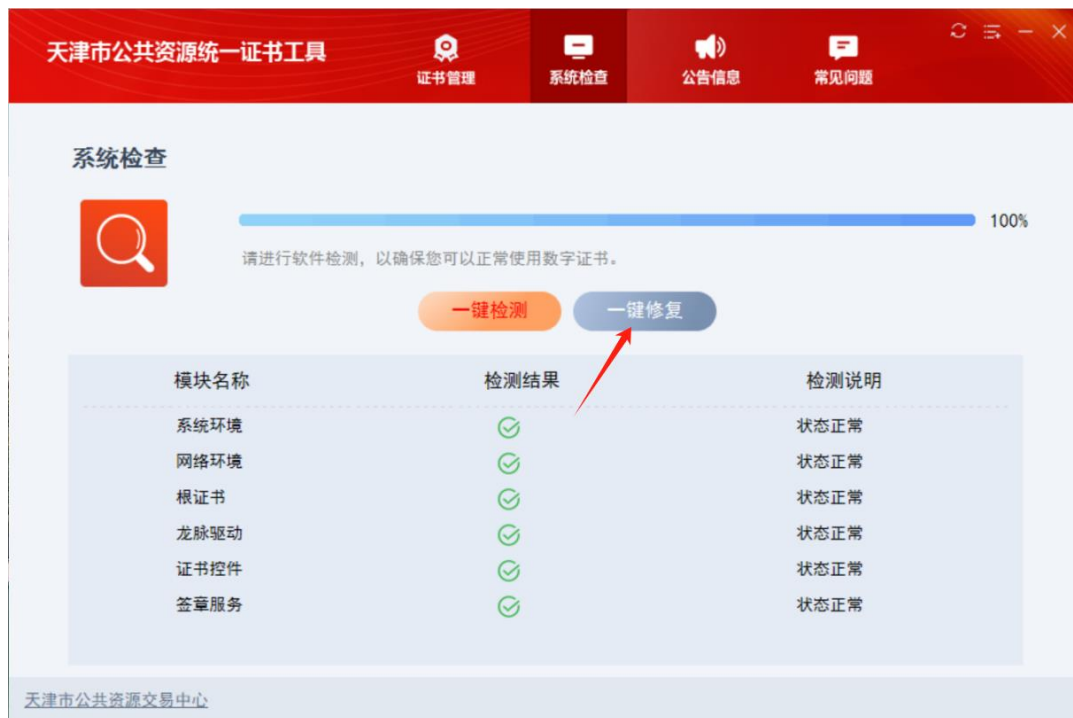 天津市公共资源统一证书工具
证书管理
系统检查
公告信息
常见问题
系统检查
100%
请进行软件检测，以确保您可以正常使用数字证书。
一键检测
一键修复
模块名称 检测结果 检测说明
系统环境 状态正常
网络环境 状态正常
根证书 状态正常
龙脉驱动 状态正常
证书控件 状态正常
签章服务 状态正常
天津市公共资源交易中心